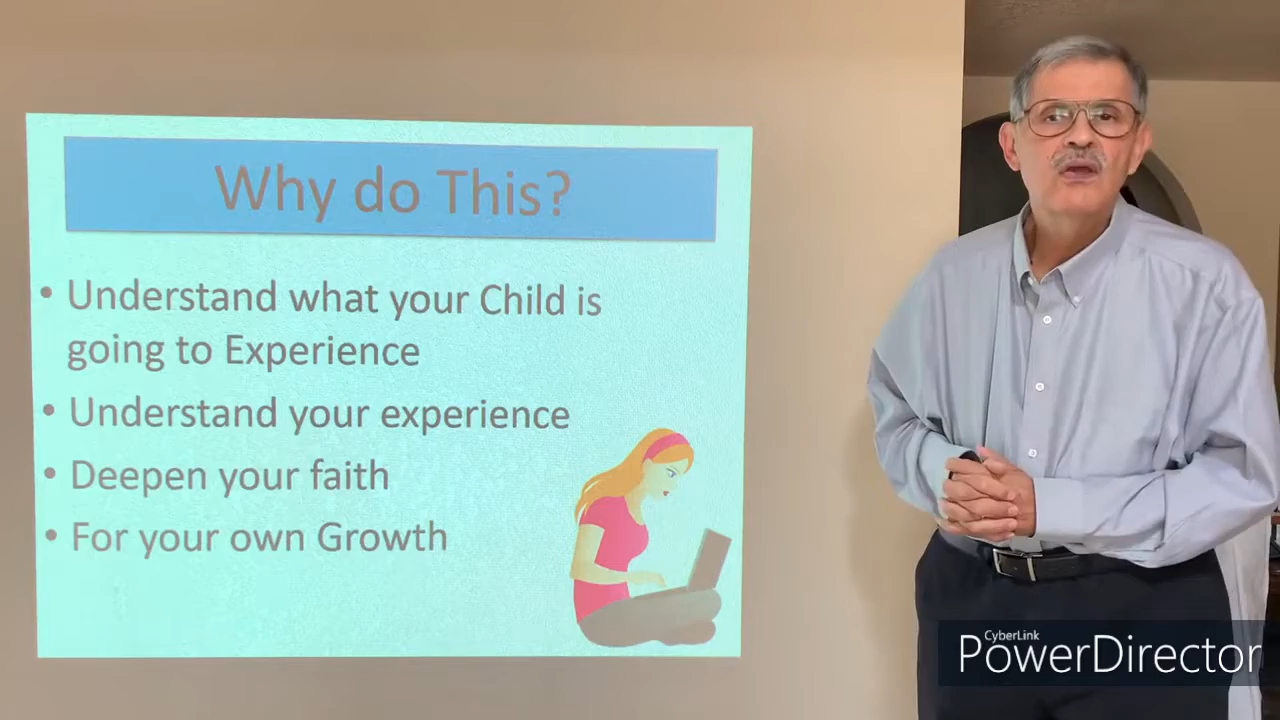 Why do This?
• Understand what your Child is
going to Experience
• Understand your experience
• Deepen your faith
• For your own Growth
CyberLink
PowerDirector